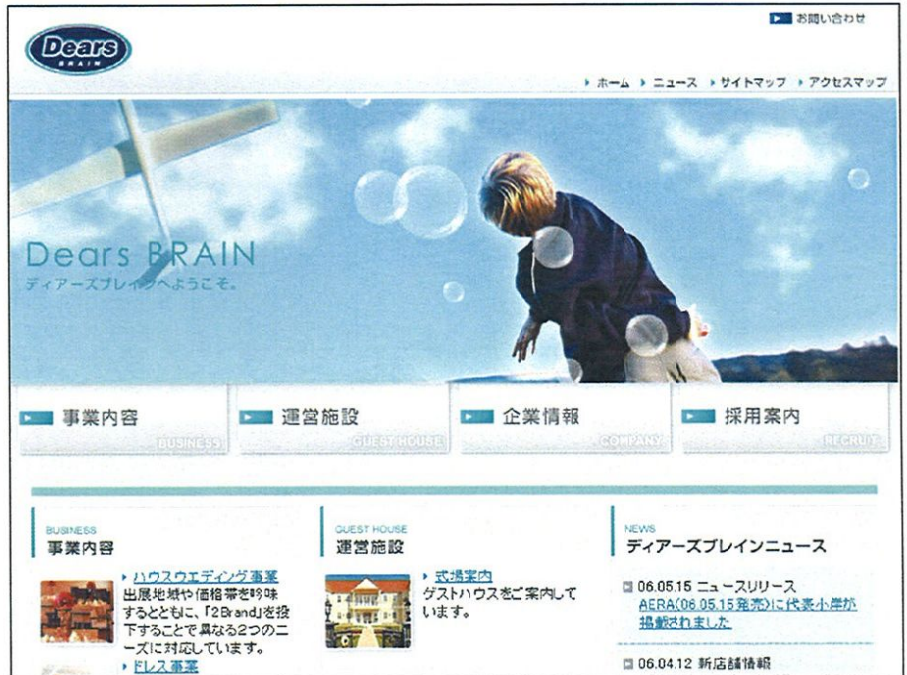 お問い合わせ
Dears
BRAIN
ホーム ニュース サイトマップ アクセスマップ
Dears BRAIN
ディアーズブレインへようこそ。
事業内容
BUSINESS
運営施設
GUEST HOUSE
企業情報
COMPANY
採用案内
RECRUIT
BUSINESS
事業内容
ハウスウエディング事業
出展地域や価格帯を吟味
するとともに、「2Brand」を投
下することで異なる2つのニ
ーズに対応しています。
ドレス事業
GUEST HOUSE
運営施設
式場案内
ゲストハウスをご案内して
います。
NEWS
ディアーズブレインニュース
06.05.15 ニュースリリース
AERA(06.05.15発売)に代表小岸が
掲載されました
06.04.12 新店舗情報